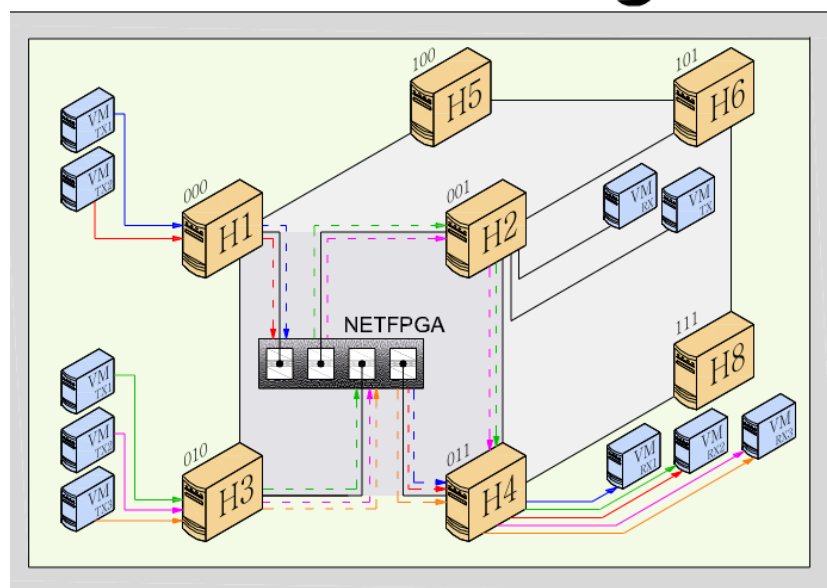 100
H5
101
H6
VM
TX1
VM
TX2
000
H1
001
H2
VM
RX
VM
TX
NETFPGA
111
H8
VM
TX1
VM
TX2
VM
TX3
010
H3
011
H4
VM
RX1
VM
RX2
VM
RX3